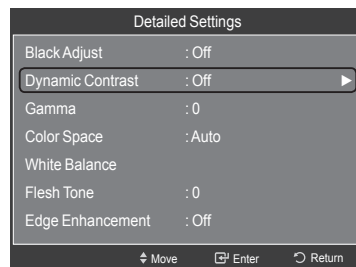 Detailed Settings
Black Adjust : Off
Dynamic Contrast : Off
Gamma : 0
Color Space : Auto
White Balance
Flesh Tone : 0
Edge Enhancement : Off
Move Enter Return